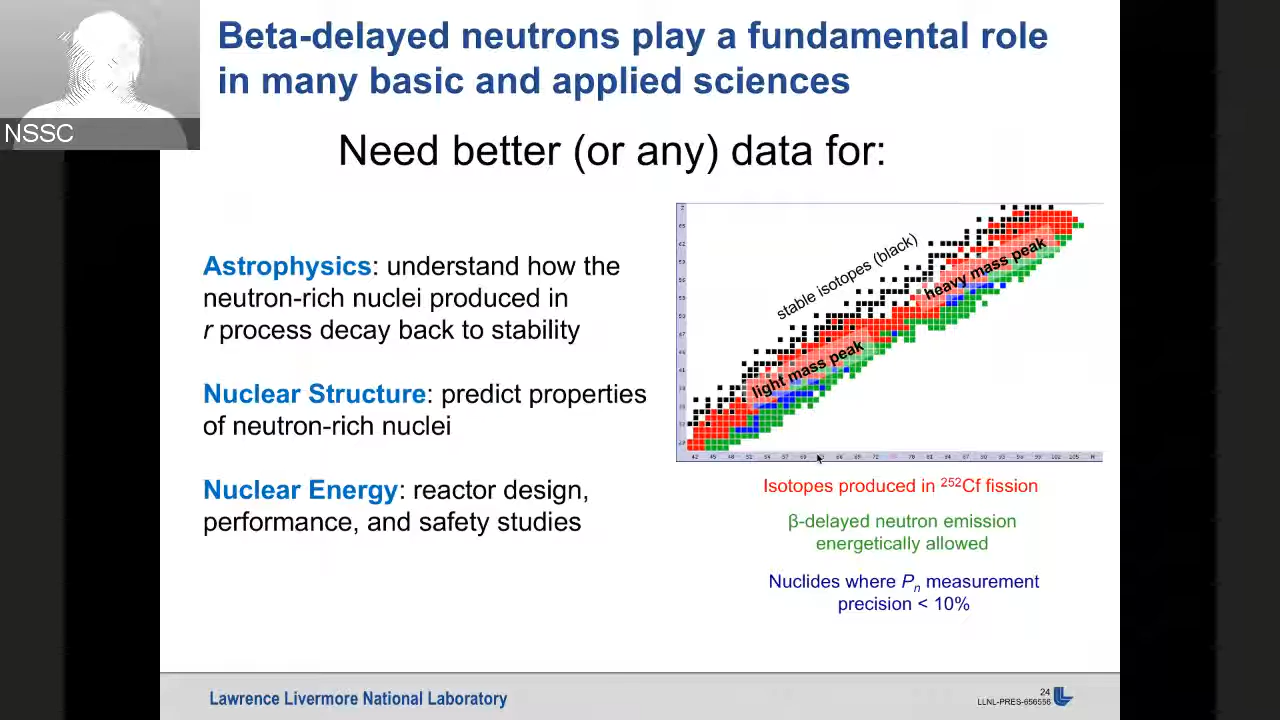 Beta-delayed neutrons play a fundamental role
in many basic and applied sciences
NSSC
Need better (or any) data for:
Astrophysics: understand how the
neutron-rich nuclei produced in
r process decay back to stability
Nuclear Structure: predict properties
of neutron-rich nuclei
Nuclear Energy: reactor design,
performance, and safety studies
stable isotopes (black)
heavy mass peak
light mass peak
Isotopes produced in ²⁵²Cf fission
β-delayed neutron emission
energetically allowed
Nuclides where Pₙ measurement
precision < 10%
Lawrence Livermore National Laboratory
24
LLNL-PRES-656556